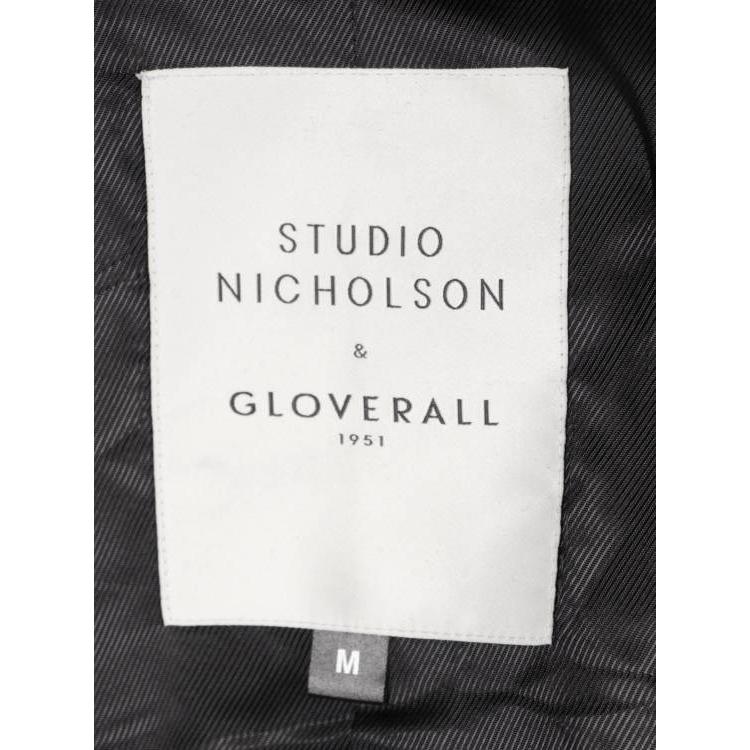 STUDIO
NICHOLSON
&
GLOVERALL
1951
M